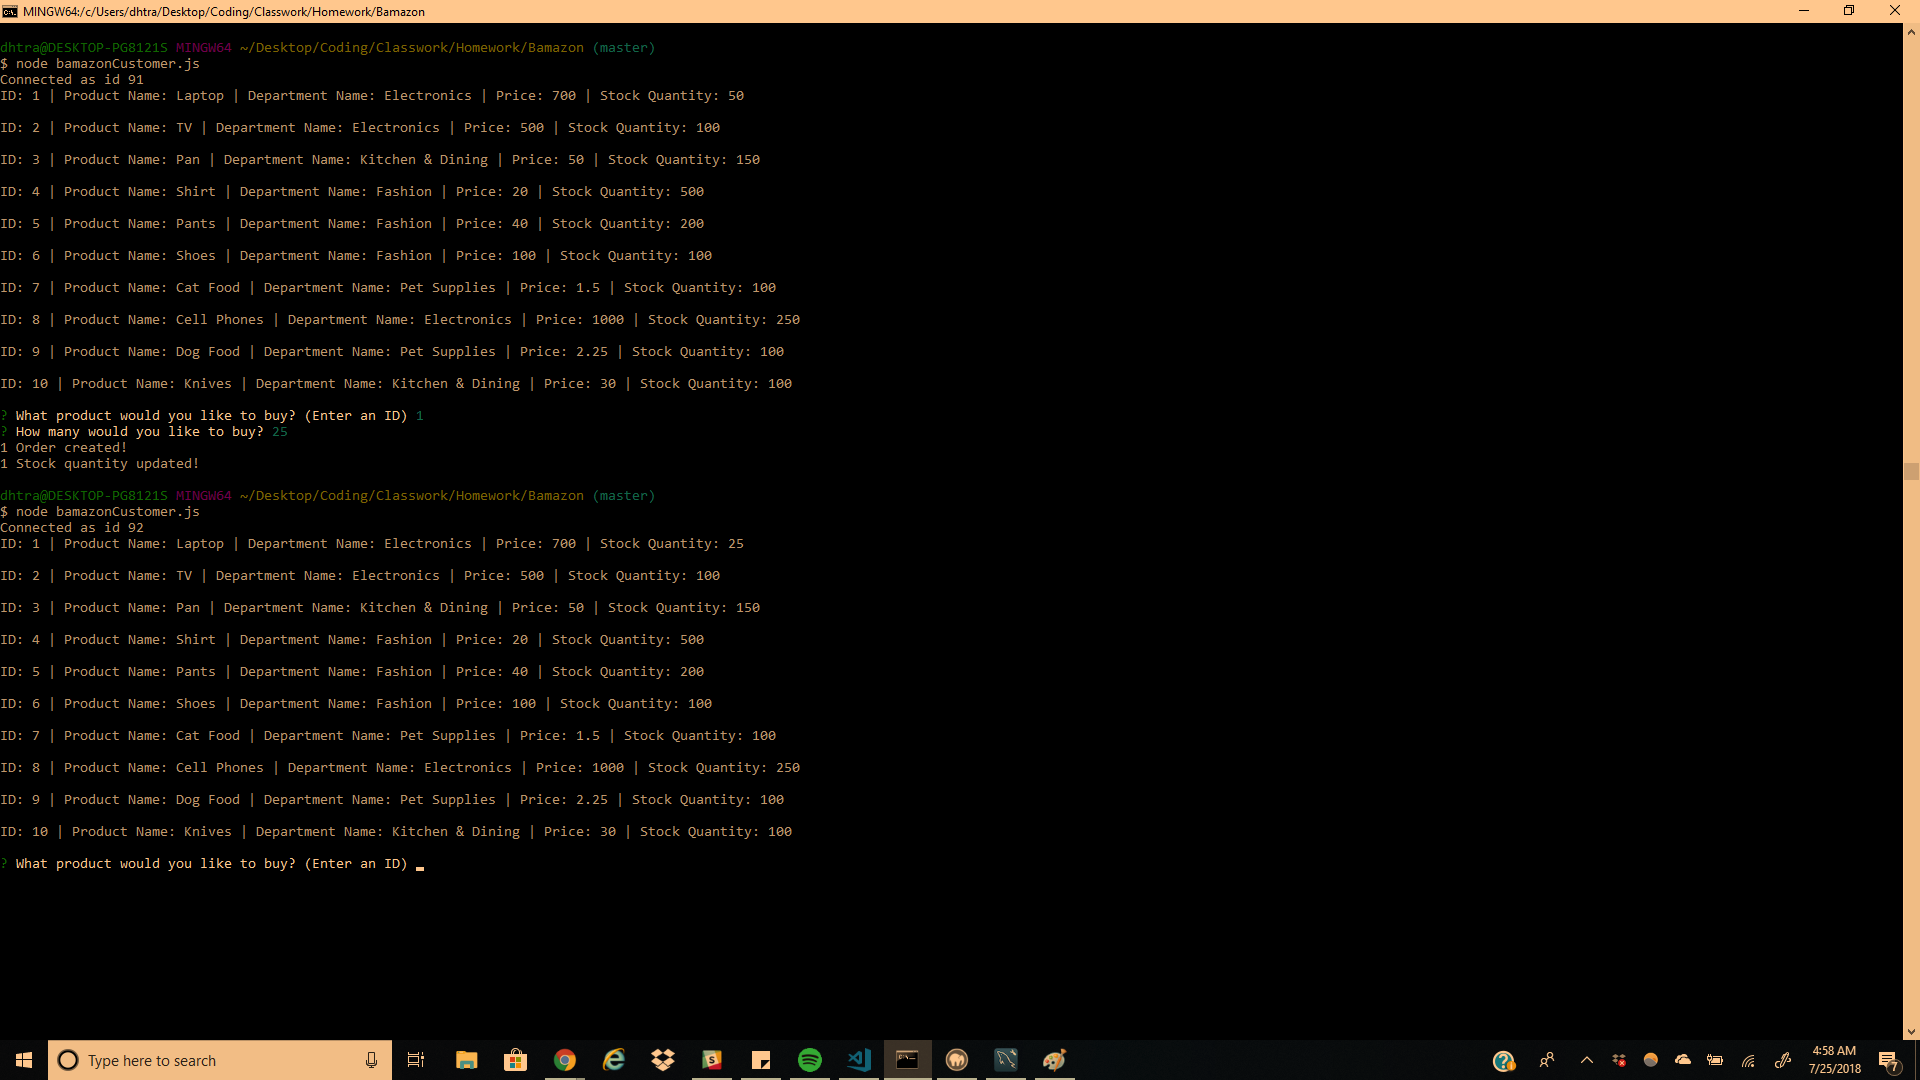 MINGW64:/c/Users/dhtra/Desktop/Coding/Classwork/Homework/Bamazon
dhtra@DESKTOP-PG8121S MINGW64 ~/Desktop/Coding/Classwork/Homework/Bamazon (master)
$ node bamazonCustomer.js
Connected as id 91
ID: 1 | Product Name: Laptop | Department Name: Electronics | Price: 700 | Stock Quantity: 50
ID: 2 | Product Name: TV | Department Name: Electronics | Price: 500 | Stock Quantity: 100
ID: 3 | Product Name: Pan | Department Name: Kitchen & Dining | Price: 50 | Stock Quantity: 150
ID: 4 | Product Name: Shirt | Department Name: Fashion | Price: 20 | Stock Quantity: 500
ID: 5 | Product Name: Pants | Department Name: Fashion | Price: 40 | Stock Quantity: 200
ID: 6 | Product Name: Shoes | Department Name: Fashion | Price: 100 | Stock Quantity: 100
ID: 7 | Product Name: Cat Food | Department Name: Pet Supplies | Price: 1.5 | Stock Quantity: 100
ID: 8 | Product Name: Cell Phones | Department Name: Electronics | Price: 1000 | Stock Quantity: 250
ID: 9 | Product Name: Dog Food | Department Name: Pet Supplies | Price: 2.25 | Stock Quantity: 100
ID: 10 | Product Name: Knives | Department Name: Kitchen & Dining | Price: 30 | Stock Quantity: 100
? What product would you like to buy? (Enter an ID) 1
? How many would you like to buy? 25
1 Order created!
1 Stock quantity updated!
dhtra@DESKTOP-PG8121S MINGW64 ~/Desktop/Coding/Classwork/Homework/Bamazon (master)
$ node bamazonCustomer.js
Connected as id 92
ID: 1 | Product Name: Laptop | Department Name: Electronics | Price: 700 | Stock Quantity: 25
ID: 2 | Product Name: TV | Department Name: Electronics | Price: 500 | Stock Quantity: 100
ID: 3 | Product Name: Pan | Department Name: Kitchen & Dining | Price: 50 | Stock Quantity: 150
ID: 4 | Product Name: Shirt | Department Name: Fashion | Price: 20 | Stock Quantity: 500
ID: 5 | Product Name: Pants | Department Name: Fashion | Price: 40 | Stock Quantity: 200
ID: 6 | Product Name: Shoes | Department Name: Fashion | Price: 100 | Stock Quantity: 100
ID: 7 | Product Name: Cat Food | Department Name: Pet Supplies | Price: 1.5 | Stock Quantity: 100
ID: 8 | Product Name: Cell Phones | Department Name: Electronics | Price: 1000 | Stock Quantity: 250
ID: 9 | Product Name: Dog Food | Department Name: Pet Supplies | Price: 2.25 | Stock Quantity: 100
ID: 10 | Product Name: Knives | Department Name: Kitchen & Dining | Price: 30 | Stock Quantity: 100
? What product would you like to buy? (Enter an ID)
Type here to search
4:58 AM
7/25/2018
7